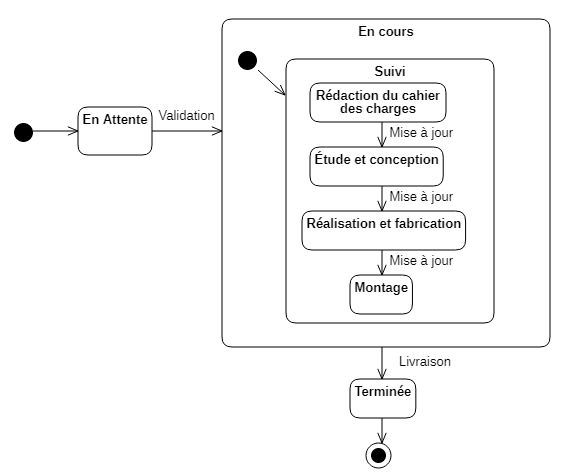 En cours
Suivi
Rédaction du cahier
des charges
En Attente
Validation
Mise à jour
Étude et conception
Mise à jour
Réalisation et fabrication
Mise à jour
Montage
Livraison
Terminée